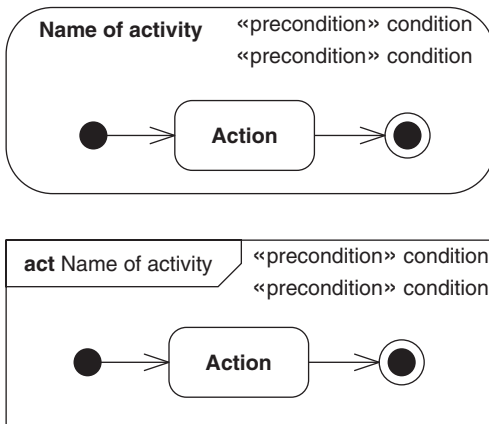 Name of activity «precondition» condition
«precondition» condition
Action
act Name of activity «precondition» condition
«precondition» condition
Action